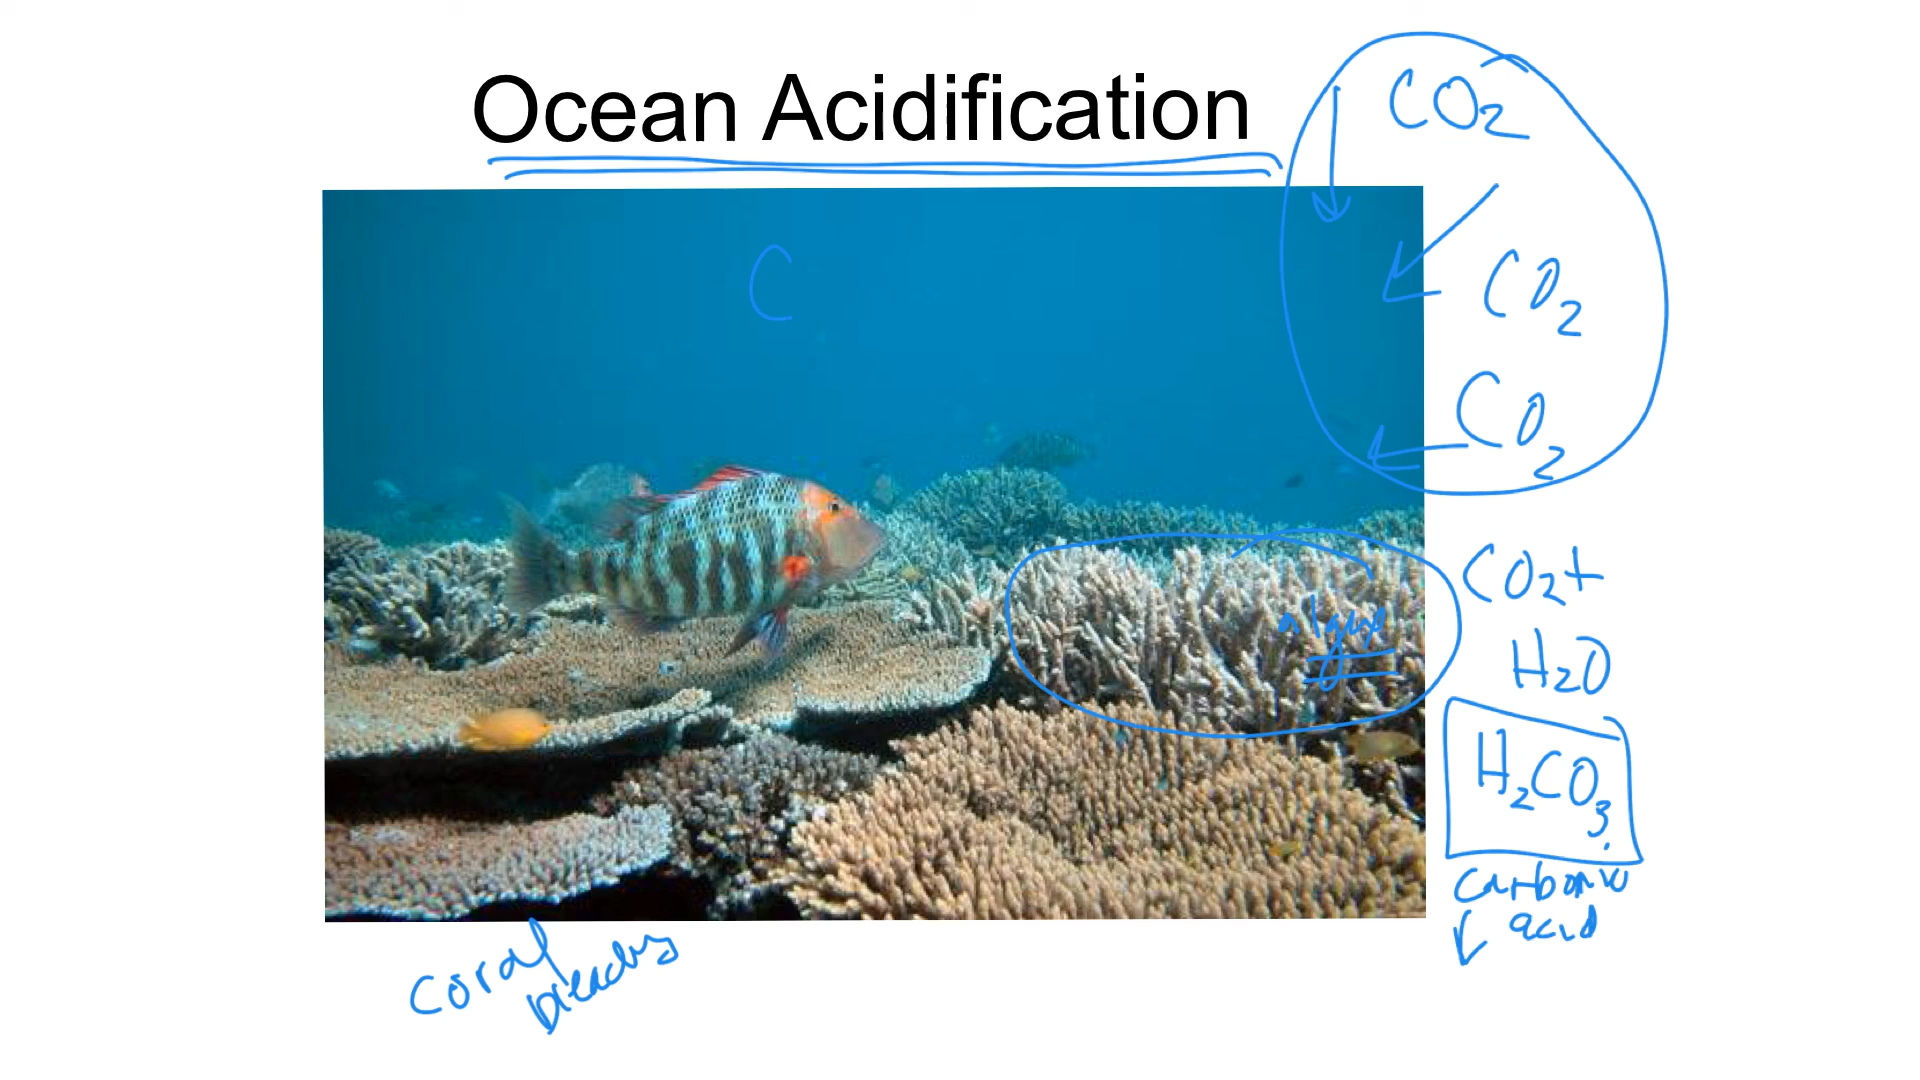 Ocean Acidification
CO2
C
CO2
CO2
CO2+
algae
H2O
H2CO3
carbonic
acid
coral
bleaching